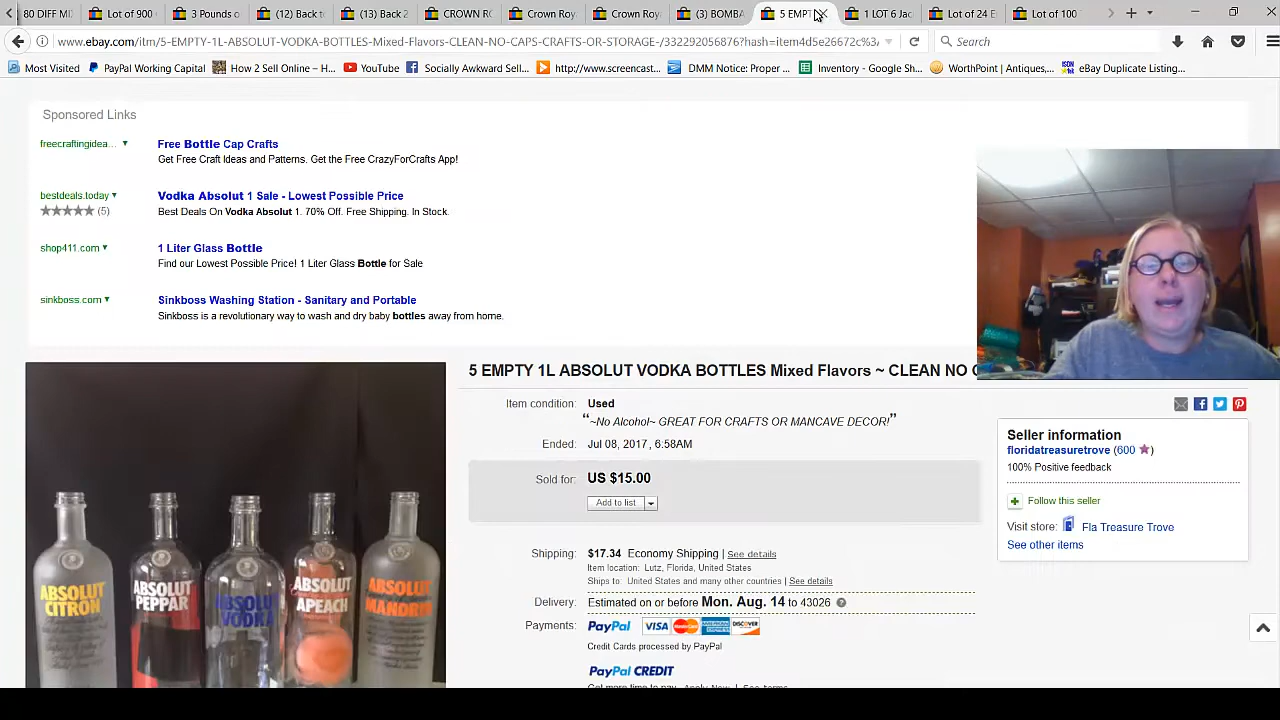 80 DIFF MI
Lot of 900
3 Pounds o
(12) Back to
(13) Back 2
CROWN RO
Crown Roy
Crown Roy
(3) BOMBA
5 EMPT
1 LOT 6 Jac
Lot of 24 E
Lot of 100
www.ebay.com/itm/5-EMPTY-1L-ABSOLUT-VODKA-BOTTLES-Mixed-Flavors-CLEAN-NO-CAPS-CRAFTS-OR-STORAGE-/332292056876?hash=item4d5e26672c
Search
Most Visited
PayPal Working Capital
How 2 Sell Online – H...
YouTube
Socially Awkward Sell...
http://www.screencast...
DMM Notice: Proper ...
Inventory - Google Sh...
WorthPoint | Antiques,...
eBay Duplicate Listing...
Sponsored Links
freecraftingidea...
Free Bottle Cap Crafts
Get Free Craft Ideas and Patterns. Get the Free CrazyForCrafts App!
bestdeals.today
Vodka Absolut 1 Sale - Lowest Possible Price
(5)
Best Deals On Vodka Absolut 1. 70% Off. Free Shipping. In Stock.
shop411.com
1 Liter Glass Bottle
Find our Lowest Possible Price! 1 Liter Glass Bottle for Sale
sinkboss.com
Sinkboss Washing Station - Sanitary and Portable
Sinkboss is a revolutionary way to wash and dry baby bottles away from home.
5 EMPTY 1L ABSOLUT VODKA BOTTLES Mixed Flavors ~ CLEAN NO
Item condition: Used
"~No Alcohol~ GREAT FOR CRAFTS OR MANCAVE DECOR!"
Ended: Jul 08, 2017 , 6:58AM
Sold for: US $15.00
Add to list
Shipping: $17.34 Economy Shipping | See details
Item location: Lutz, Florida, United States
Ships to: United States and many other countries | See details
Delivery: Estimated on or before Mon. Aug. 14 to 43026
Payments: PayPal VISA MasterCard AMERICAN EXPRESS DISCOVER
Credit Cards processed by PayPal
PayPal CREDIT
Seller information
floridatreasuretrove (600 )
100% Positive feedback
Follow this seller
Visit store: Fla Treasure Trove
See other items
ABSOLUT
CITRON
ABSOLUT
PEPPAR
ABSOLUT
VODKA
ABSOLUT
APEACH
ABSOLUT
MANDRIN